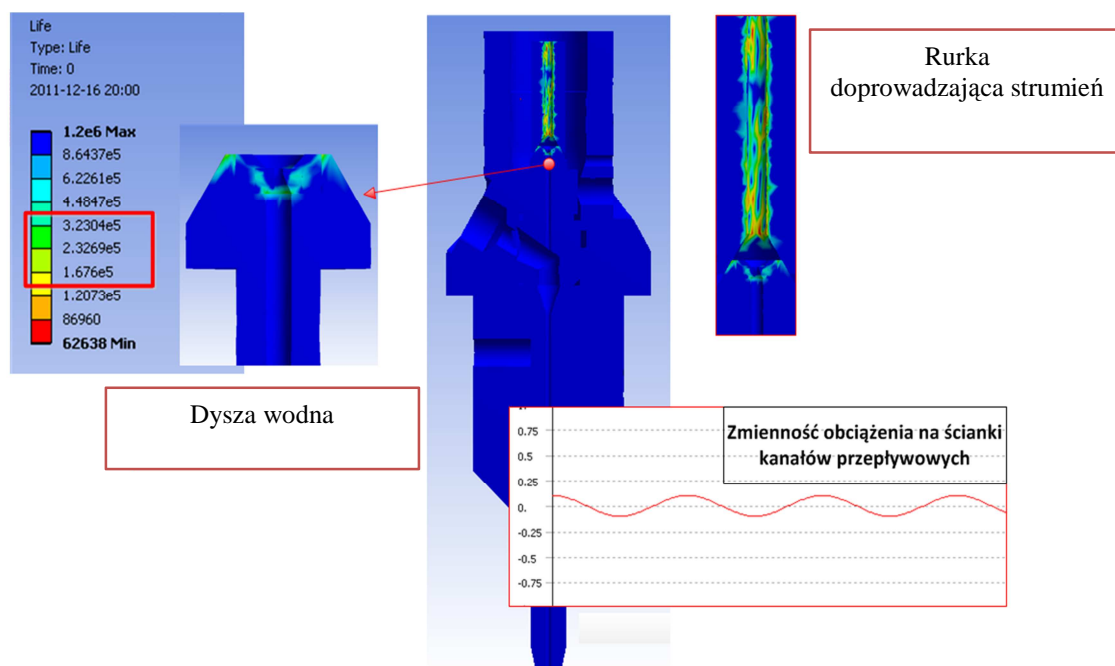 Life
Type: Life
Time: 0
2011-12-16 20:00
1.2e6 Max
8.6437e5
6.2261e5
4.4847e5
3.2304e5
2.3269e5
1.676e5
1.2073e5
86960
62638 Min
Rurka
doprowadzająca strumień
Dysza wodna
Zmienność obciążenia na ścianki
kanałów przepływowych
0.75
0.50
0.25
0.
-0.25
-0.5
-0.75